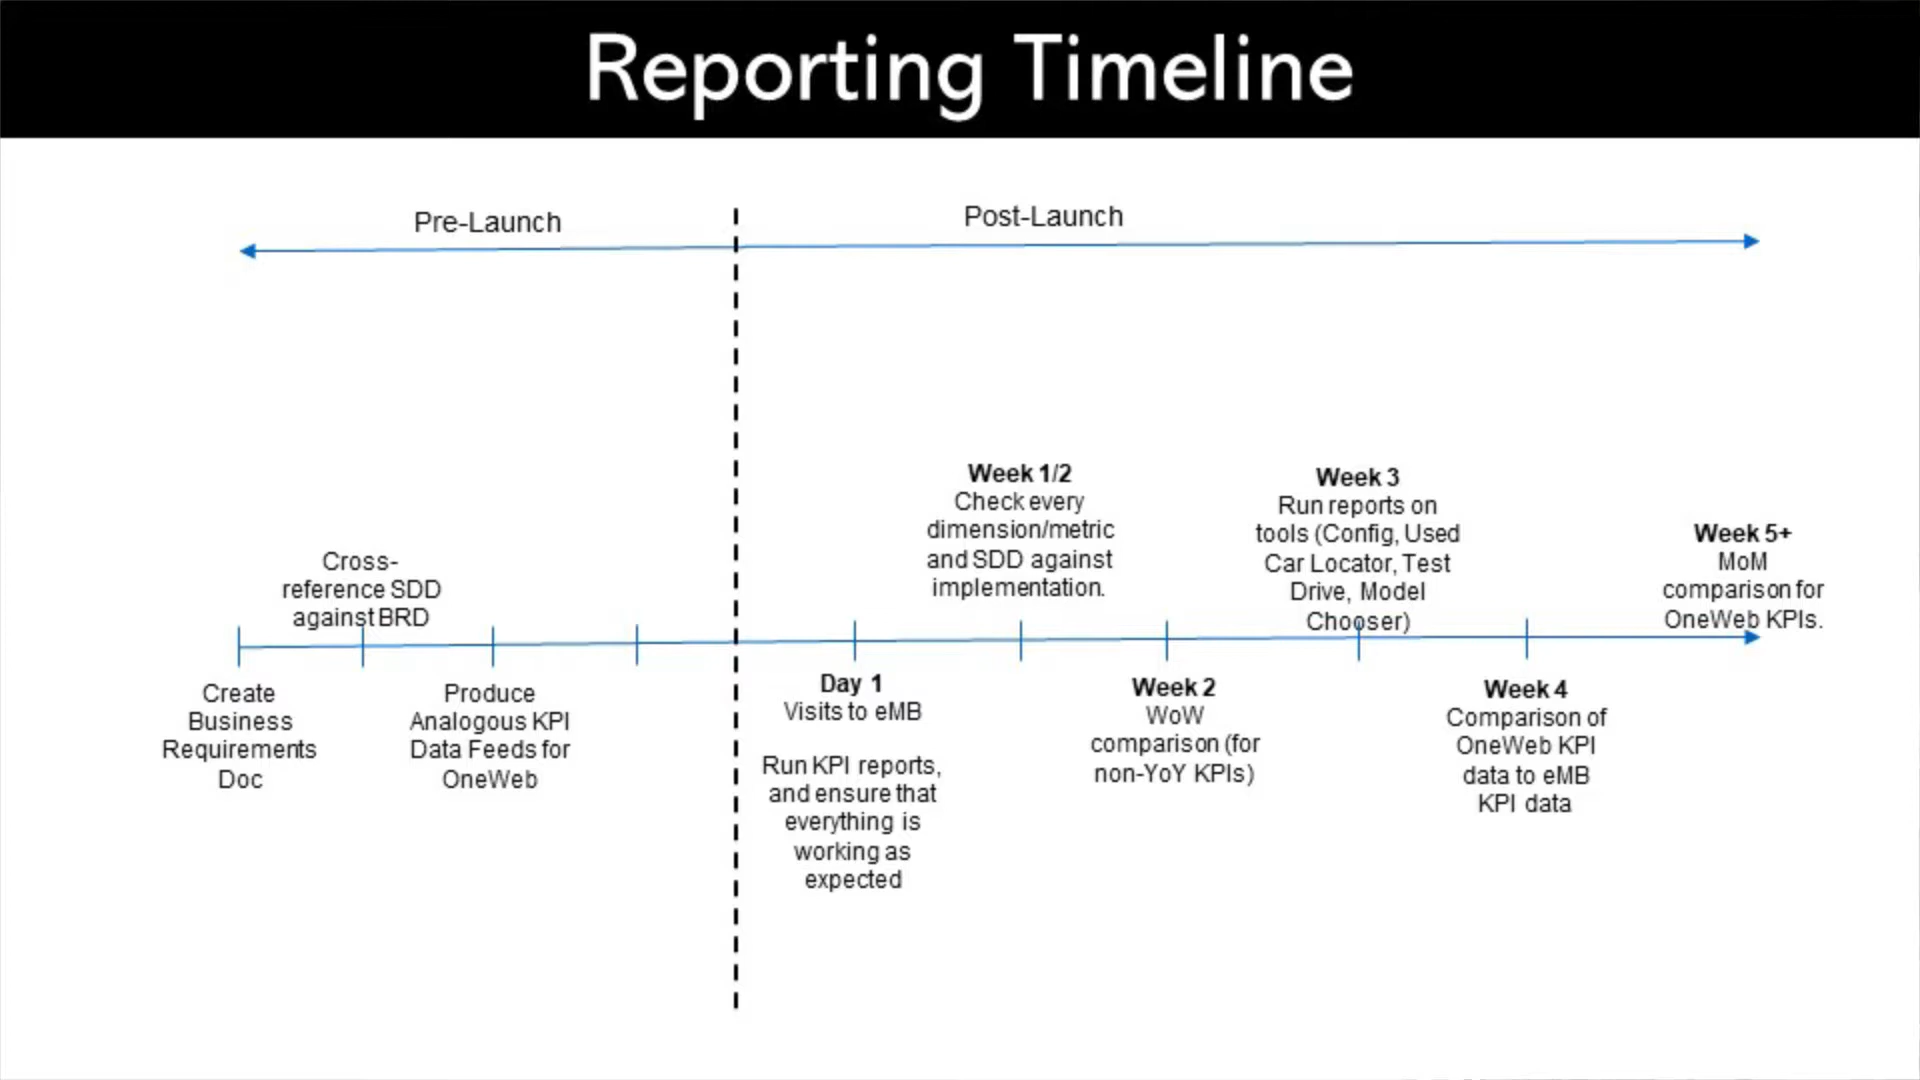 Reporting Timeline
Pre-Launch
Post-Launch
Cross-
reference SDD
against BRD
Week 1/2
Check every
dimension/metric
and SDD against
implementation.
Week 3
Run reports on
tools (Config, Used
Car Locator, Test
Drive, Model
Chooser)
Week 5+
MoM
comparison for
OneWeb KPIs.
Create
Business
Requirements
Doc
Produce
Analogous KPI
Data Feeds for
OneWeb
Day 1
Visits to eMB
Run KPI reports,
and ensure that
everything is
working as
expected
Week 2
WoW
comparison (for
non-YoY KPIs)
Week 4
Comparison of
OneWeb KPI
data to eMB
KPI data